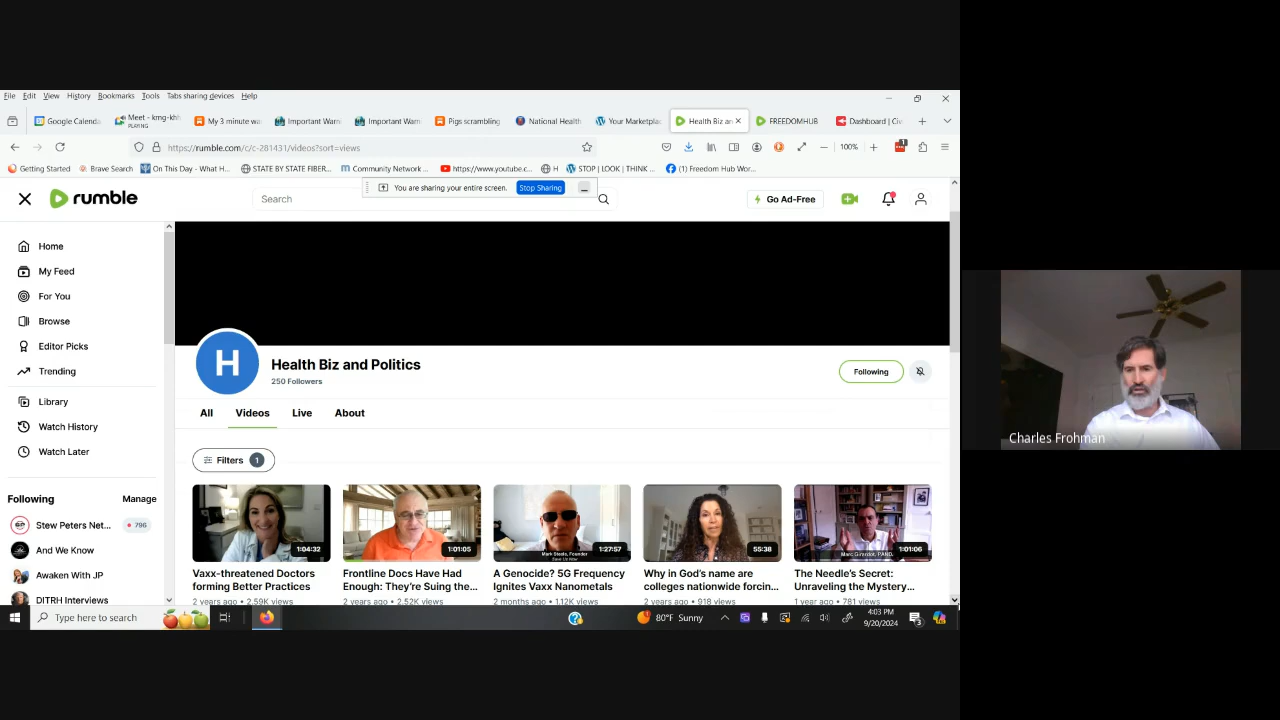 File Edit View History Bookmarks Tools Tabs sharing devices Help
Google Calenda
Meet - kmg-khh
PLAYING
My 3 minute wa
Important Warn
Important Warn
Pigs scrambling
National Health
Your Marketplac
Health Biz an
FREEDOMHUB
Dashboard | Civ
https://rumble.com/c/c-281431/videos?sort=views
100%
Getting Started
Brave Search
On This Day - What H...
STATE BY STATE FIBER...
Community Network ...
https://www.youtube.c...
H
STOP | LOOK | THINK ...
(1) Freedom Hub Wor...
You are sharing your entire screen.
Stop Sharing
rumble
Search
Go Ad-Free
Home
My Feed
For You
Browse
Editor Picks
Trending
Library
Watch History
Watch Later
Following
Manage
Stew Peters Net...
796
And We Know
Awaken With JP
DITRH Interviews
H
Health Biz and Politics
250 Followers
Following
All Videos Live About
Filters 1
1:04:32
1:01:05
Mark Steele, Founder
1:27:57
55:38
Marc Girardot, PANDA
1:01:06
Vaxx-threatened Doctors
forming Better Practices
2 years ago • 2.59K views
Frontline Docs Have Had
Enough: They're Suing the...
2 years ago • 2.52K views
A Genocide? 5G Frequency
Ignites Vaxx Nanometals
2 months ago • 1.12K views
Why in God's name are
colleges nationwide forcin...
2 years ago • 918 views
The Needle's Secret:
Unraveling the Mystery...
1 year ago • 781 views
Type here to search
80°F Sunny
4:03 PM
9/20/2024
3
Charles Frohman